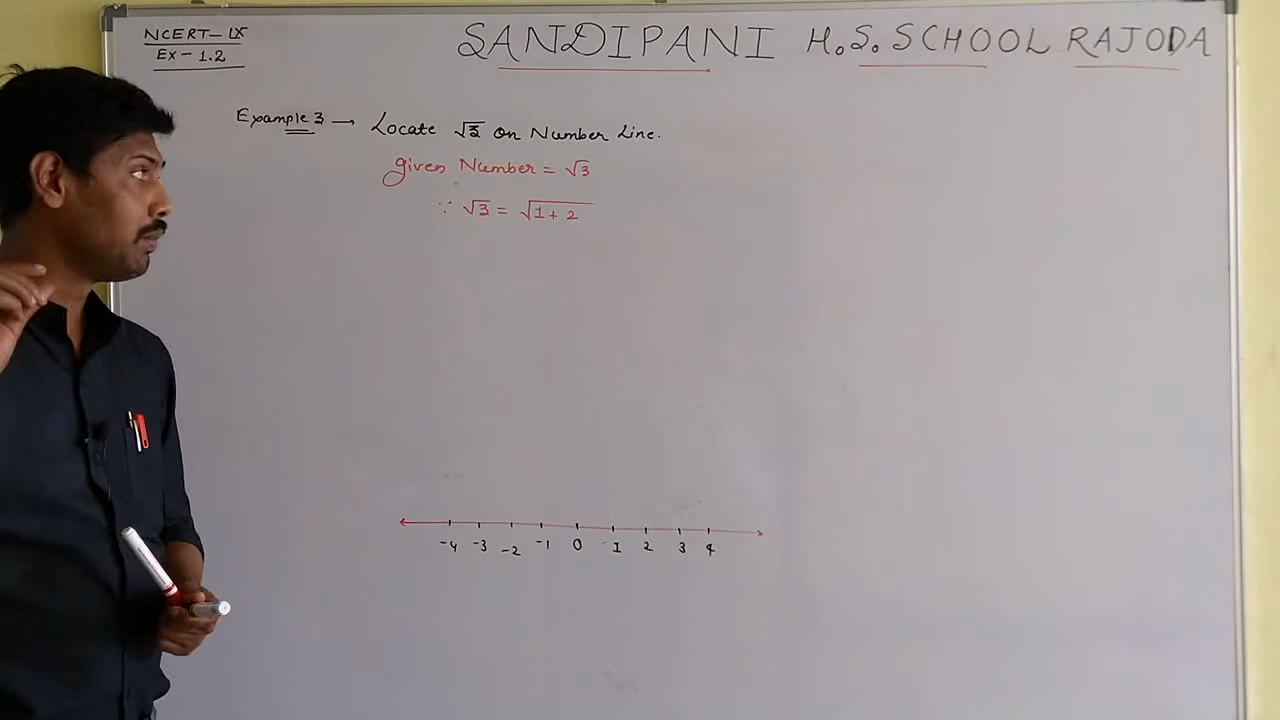 NCERT-IX
Ex-1.2
SANDIPANI H.S. SCHOOL RAJODA
Example 3 → Locate √3 on Number Line.
given Number = √3
∵ √3 = √1+2
-4 -3 -2 -1 0 1 2 3 4